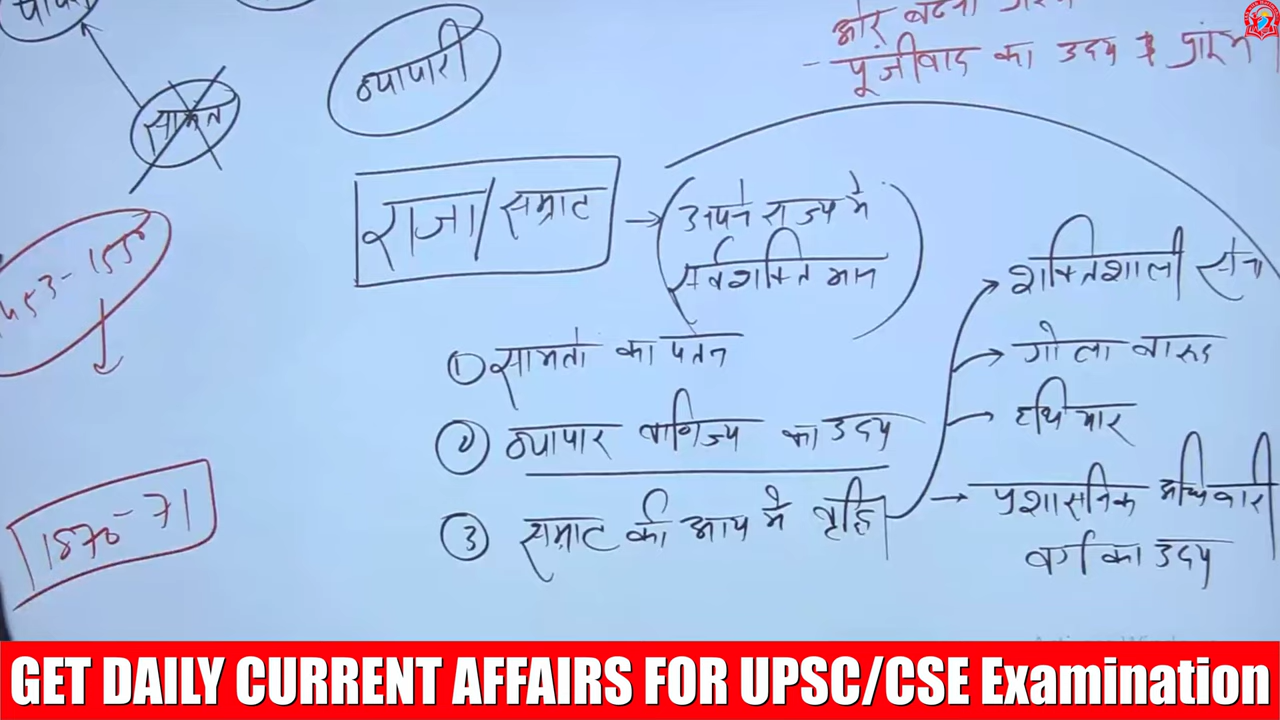 और
- पूंजीवाद का उदय
सामंत
व्यापारी
राजा/सम्राट
अपने राज्य में
सर्वशक्तिमान
1453-1550
① सामंतो का पतन
② व्यापार वाणिज्य का उदय
③ सम्राट की आय मे वृद्धि
शक्तिशाली सेना
गोला बारूद
हथियार
प्रशासनिक अधिकारी
वर्ग का उदय
1870-71
GET DAILY CURRENT AFFAIRS FOR UPSC/CSE Examination